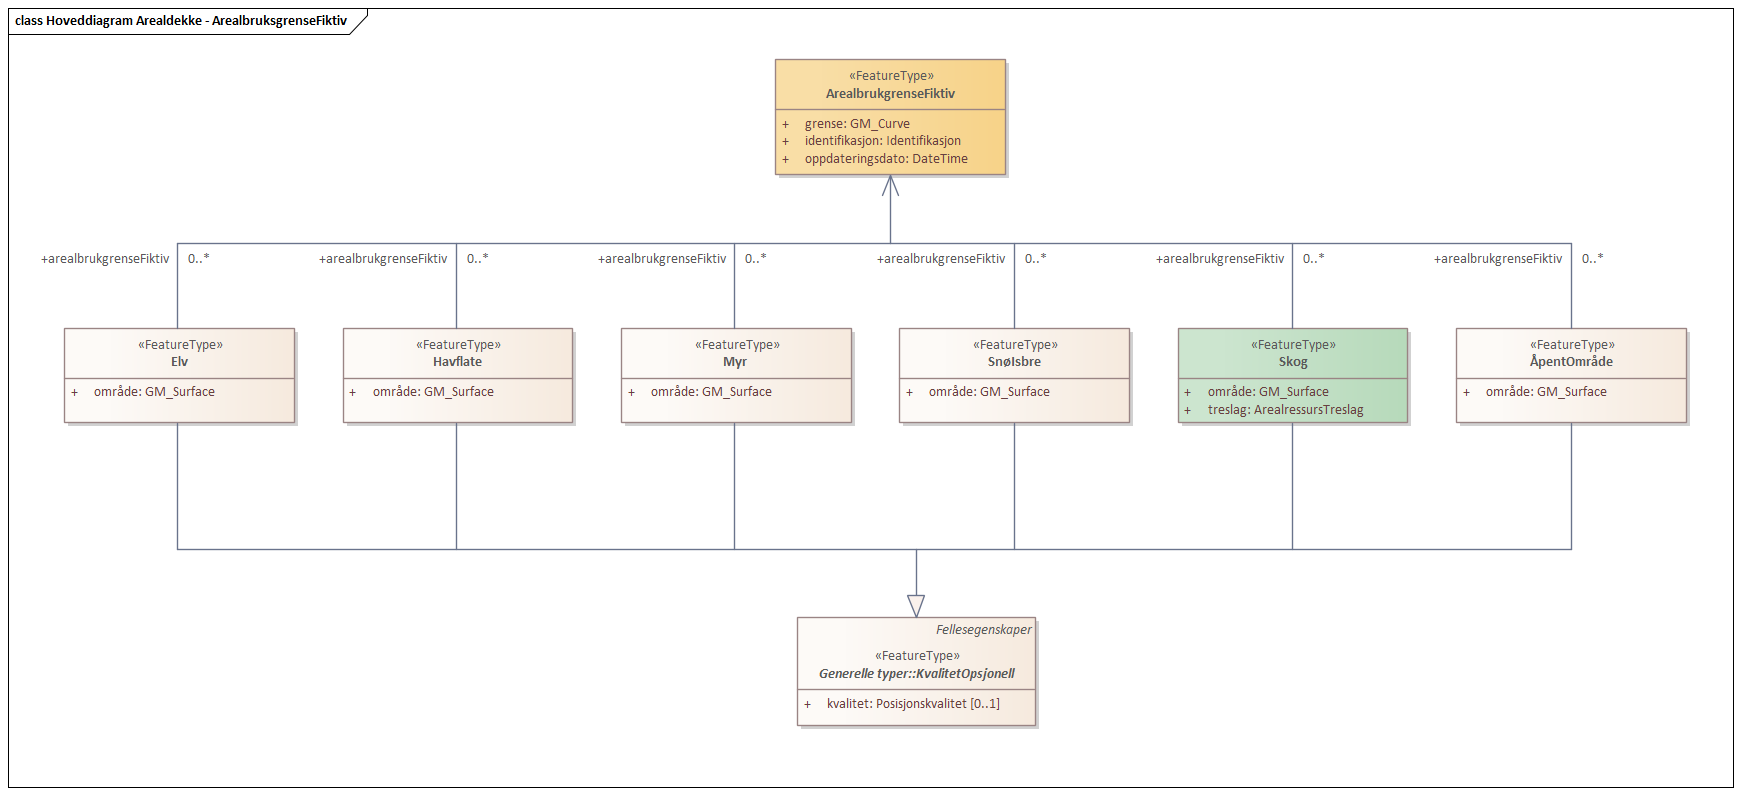 class Hoveddiagram Arealdekke - ArealbruksgrenseFiktiv
«FeatureType»
ArealbrukgrenseFiktiv
+ grense: GM_Curve
+ identifikasjon: Identifikasjon
+ oppdateringsdato: DateTime
+arealbrukgrenseFiktiv 0..* +arealbrukgrenseFiktiv 0..* +arealbrukgrenseFiktiv 0..* +arealbrukgrenseFiktiv 0..* +arealbrukgrenseFiktiv 0..* +arealbrukgrenseFiktiv 0..*
«FeatureType»
Elv
+ område: GM_Surface
«FeatureType»
Havflate
+ område: GM_Surface
«FeatureType»
Myr
+ område: GM_Surface
«FeatureType»
SnøIsbre
+ område: GM_Surface
«FeatureType»
Skog
+ område: GM_Surface
+ treslag: ArealressursTreslag
«FeatureType»
ÅpentOmråde
+ område: GM_Surface
Fellesegenskaper
«FeatureType»
Generelle typer::KvalitetOpsjonell
+ kvalitet: Posisjonskvalitet [0..1]